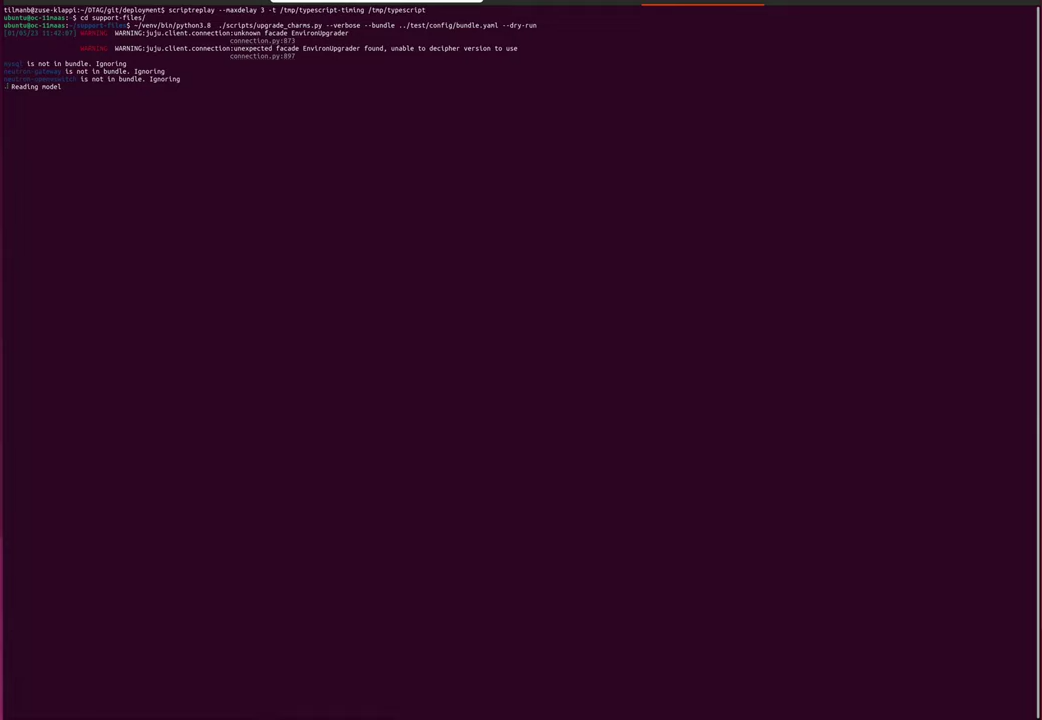 tilmanb@zuse-klappi:~/DTAG/git/deployment$ scriptreplay --maxdelay 3 -t /tmp/typescript-timing /tmp/typescript
ubuntu@oc-11maas:~$ cd support-files/
ubuntu@oc-11maas:~/support-files$ ~/venv/bin/python3.8  ./scripts/upgrade_charms.py --verbose --bundle ../test/config/bundle.yaml --dry-run
[01/01/23 11:42:07] WARNING  WARNING:juju.client.connection:unknown facade EnvironUpgrader
connection.py:873
WARNING  WARNING:juju.client.connection:unexpected facade EnvironUpgrader found, unable to decipher version to use
connection.py:897
mysql is not in bundle. Ignoring
neutron-gateway is not in bundle. Ignoring
neutron-openvswitch is not in bundle. Ignoring
Reading model